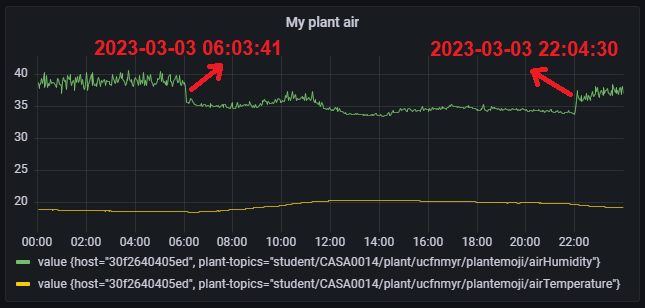 My plant air
2023-03-03 06:03:41
2023-03-03 22:04:30
40
35
30
25
20
00:00 02:00 04:00 06:00 08:00 10:00 12:00 14:00 16:00 18:00 20:00 22:00
value {host="30f2640405ed", plant-topics="student/CASA0014/plant/ucfnmyr/plantemoji/airHumidity"}
value {host="30f2640405ed", plant-topics="student/CASA0014/plant/ucfnmyr/plantemoji/airTemperature"}